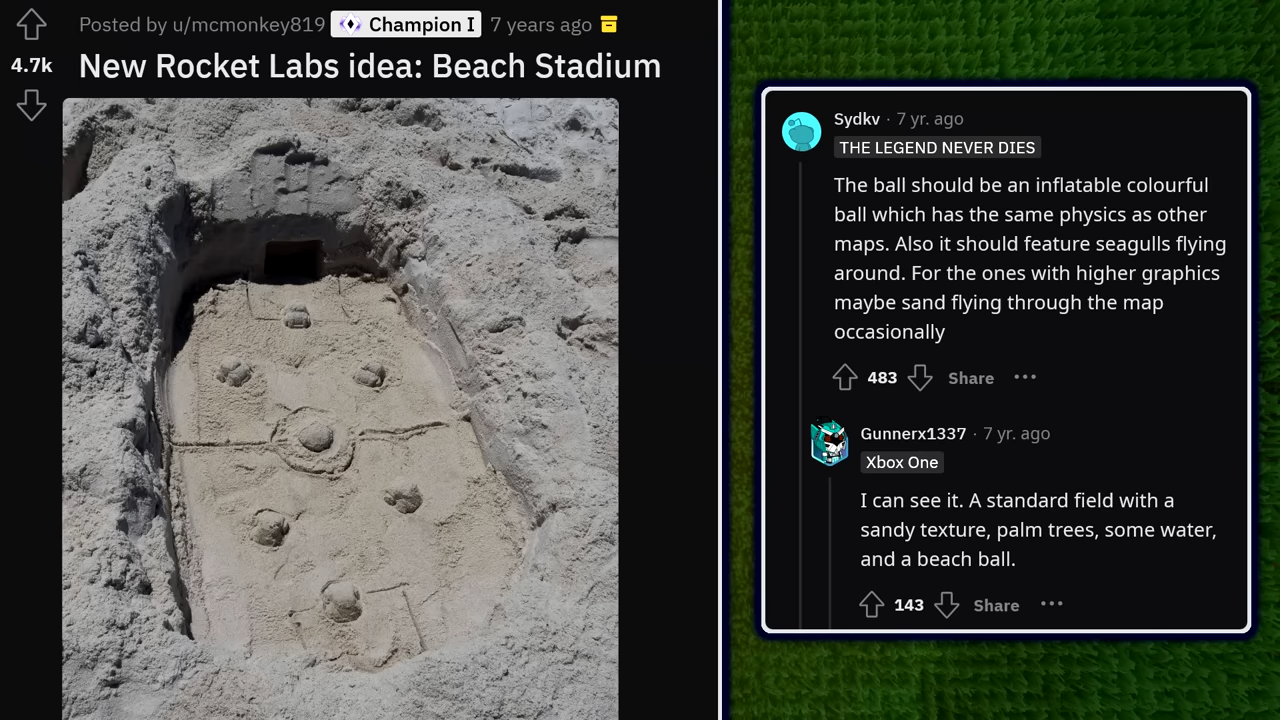 Posted by u/mcmonkey819 Champion I 7 years ago
4.7k
New Rocket Labs idea: Beach Stadium
Sydkv · 7 yr. ago
THE LEGEND NEVER DIES
The ball should be an inflatable colourful
ball which has the same physics as other
maps. Also it should feature seagulls flying
around. For the ones with higher graphics
maybe sand flying through the map
occasionally
483 Share •••
Gunnerx1337 · 7 yr. ago
Xbox One
I can see it. A standard field with a
sandy texture, palm trees, some water,
and a beach ball.
143 Share •••